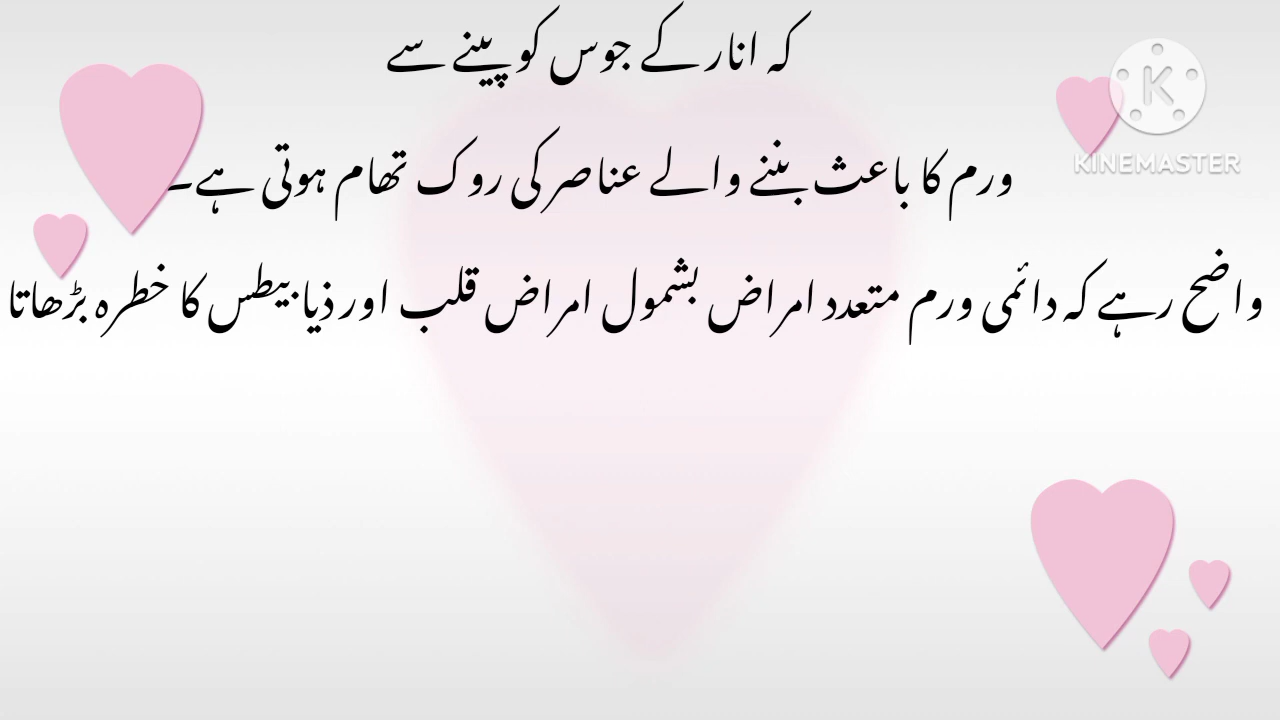 کہ انار کے جوس کو پینے سے
KINEMASTER
ورم کا باعث بننے والے عناصر کی روک تھام ہوتی ہے۔
واضح رہے کہ دائمی ورم متعدد امراض بشمول امراض قلب اور ذیابیطس کا خطرہ بڑھاتا